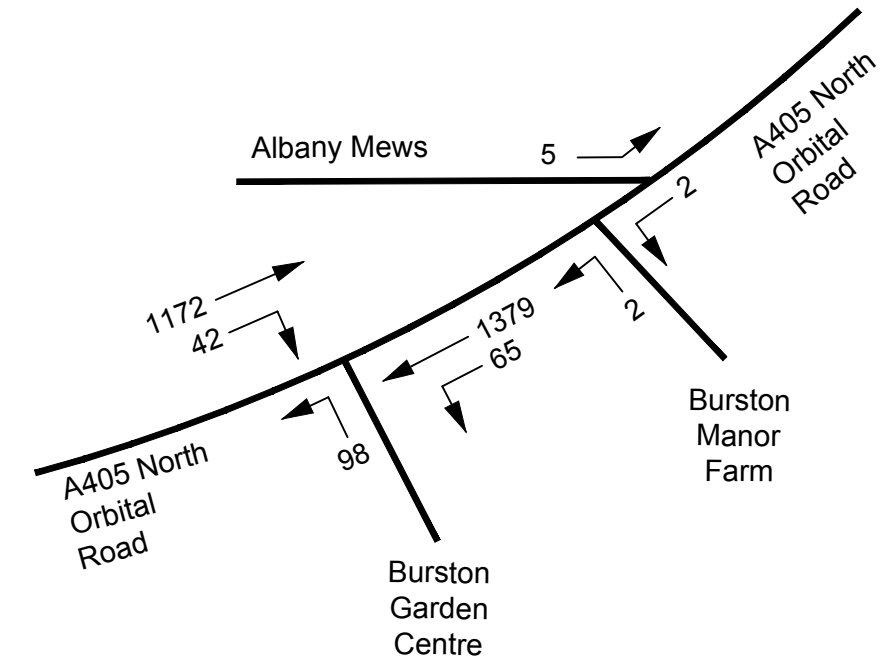 Albany Mews
5
A405 North
Orbital
Road
2
1172
42
1379
65
2
98
A405 North
Orbital
Road
Burston
Manor
Farm
Burston
Garden
Centre